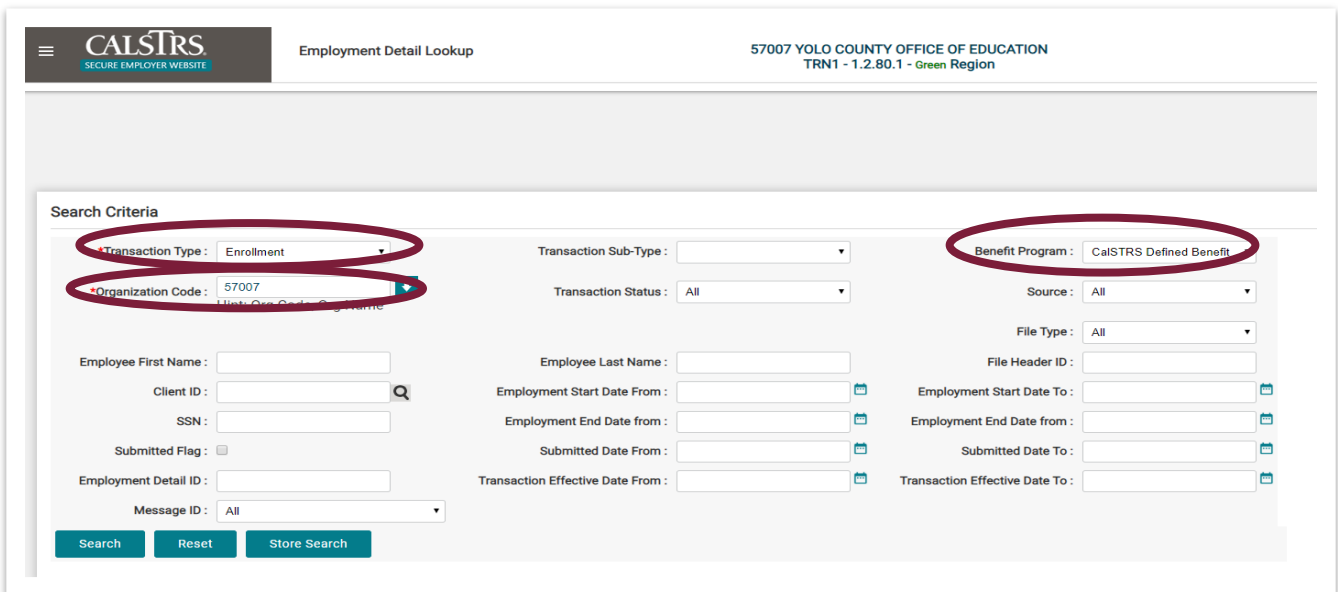 CALSTRS
SECURE EMPLOYER WEBSITE
Employment Detail Lookup
57007 YOLO COUNTY OFFICE OF EDUCATION
TRN1 - 1.2.80.1 - Green Region
Search Criteria
*Transaction Type : Enrollment Transaction Sub-Type : Benefit Program : CalSTRS Defined Benefit
*Organization Code : 57007 Transaction Status : All Source : All
Hint: Org Code, Org Name
File Type : All
Employee First Name : Employee Last Name : File Header ID :
Client ID : Employment Start Date From : Employment Start Date To :
SSN : Employment End Date from : Employment End Date from :
Submitted Flag : Submitted Date From : Submitted Date To :
Employment Detail ID : Transaction Effective Date From : Transaction Effective Date To :
Message ID : All
Search Reset Store Search